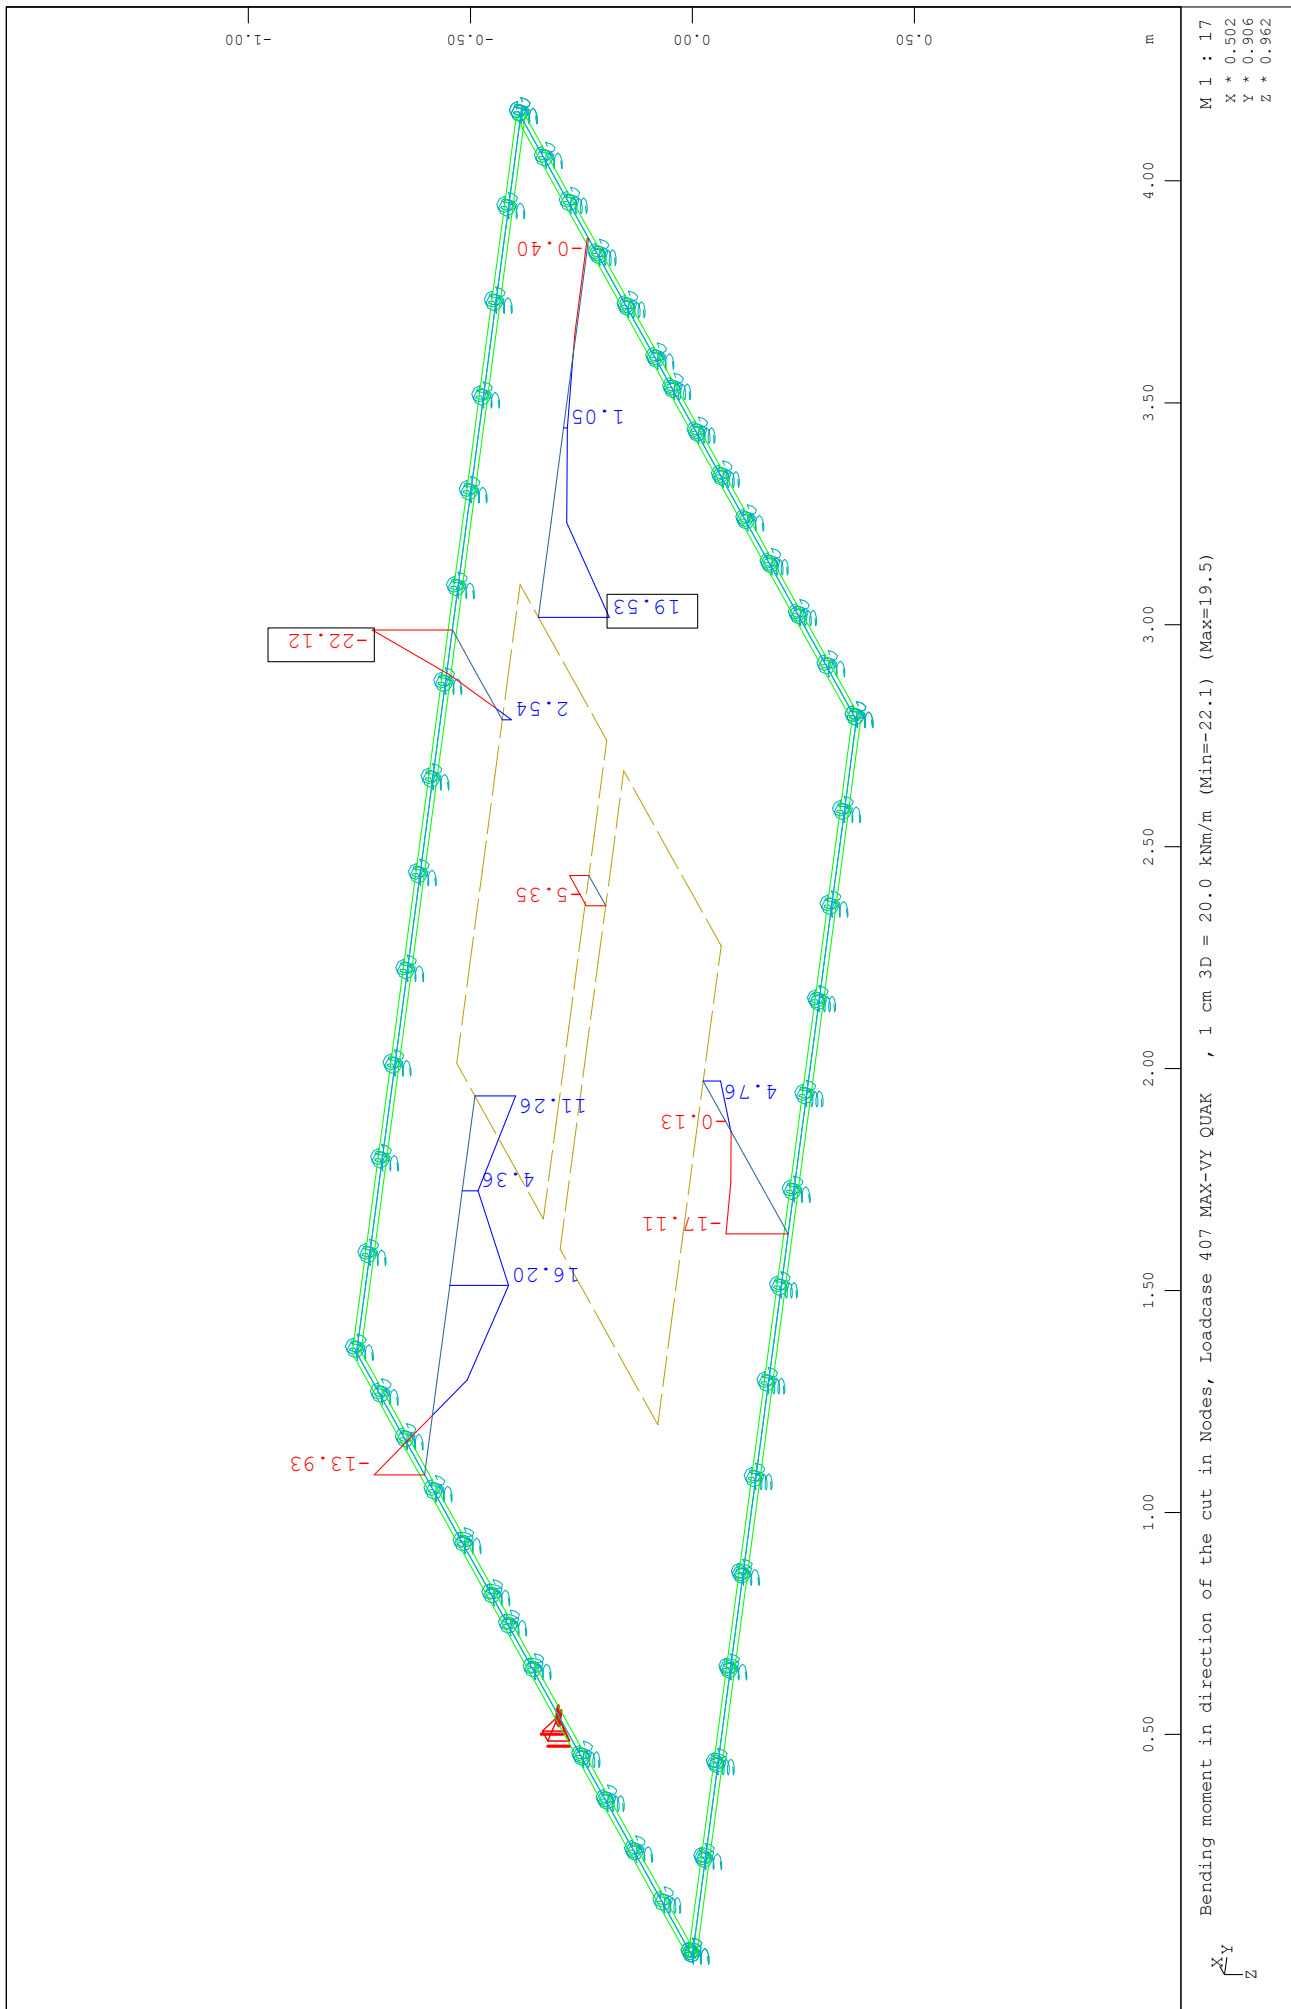 -1.00
-0.50
0.00
0.50
m
4.00
3.50
3.00
2.50
2.00
1.50
1.00
0.50
-0.40
1.05
19.53
-22.12
2.54
-5.35
4.76
-0.13
-17.11
11.26
4.36
16.20
-13.93
Bending moment in direction of the cut in Nodes, Loadcase 407 MAX-VY QUAK , 1 cm 3D = 20.0 kNm/m (Min=-22.1) (Max=19.5)
M 1 : 17
X * 0.502
Y * 0.906
Z * 0.962
X
Y
Z